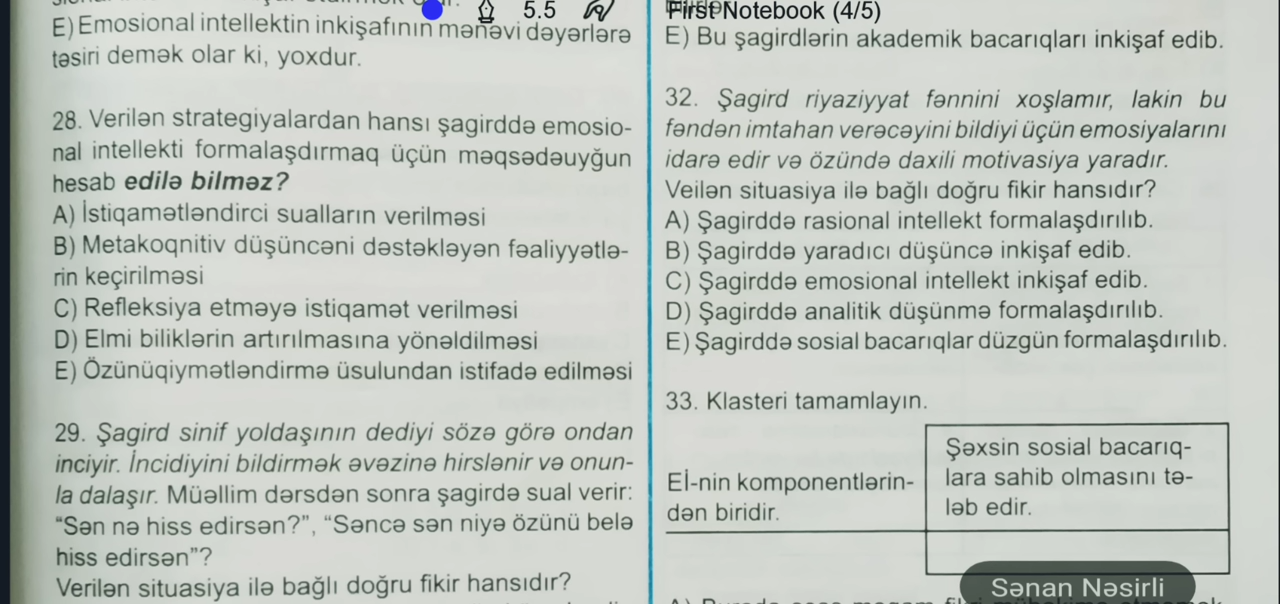 5.5
First Notebook (4/5)
E) Emosional intellektin inkişafının mənəvi dəyərlərə
təsiri demək olar ki, yoxdur.
28. Verilən strategiyalardan hansı şagirddə emosio-
nal intellekti formalaşdırmaq üçün məqsədəuyğun
hesab edilə bilməz?
A) İstiqamətləndirci sualların verilməsi
B) Metakoqnitiv düşüncəni dəstəkləyən fəaliyyətlə-
rin keçirilməsi
C) Refleksiya etməyə istiqamət verilməsi
D) Elmi biliklərin artırılmasına yönəldilməsi
E) Özünüqiymətləndirmə üsulundan istifadə edilməsi
29. Şagird sinif yoldaşının dediyi sözə görə ondan
inciyir. İncidiyini bildirmək əvəzinə hirslənir və onun-
la dalaşır. Müəllim dərsdən sonra şagirdə sual verir:
“Sən nə hiss edirsən?”, “Səncə sən niyə özünü belə
hiss edirsən”?
Verilən situasiya ilə bağlı doğru fikir hansıdır?
E) Bu şagirdlərin akademik bacarıqları inkişaf edib.
32. Şagird riyaziyyat fənnini xoşlamır, lakin bu
fəndən imtahan verəcəyini bildiyi üçün emosiyalarını
idarə edir və özündə daxili motivasiya yaradır.
Veilən situasiya ilə bağlı doğru fikir hansıdır?
A) Şagirddə rasional intellekt formalaşdırılıb.
B) Şagirddə yaradıcı düşüncə inkişaf edib.
C) Şagirddə emosional intellekt inkişaf edib.
D) Şagirddə analitik düşünmə formalaşdırılıb.
E) Şagirddə sosial bacarıqlar düzgün formalaşdırılıb.
33. Klasteri tamamlayın.
Eİ-nin komponentlərin-
dən biridir.
Şəxsin sosial bacarıq-
lara sahib olmasını tə-
ləb edir.
Sənan Nəsirli